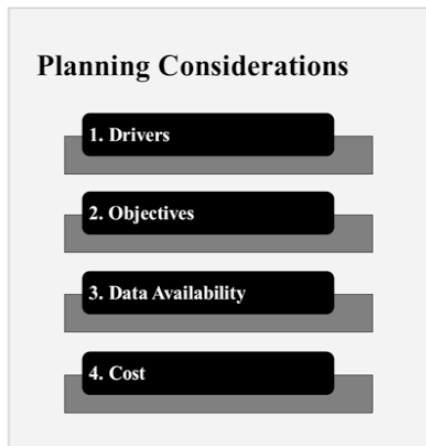 Planning Considerations
1. Drivers
2. Objectives
3. Data Availability
4. Cost